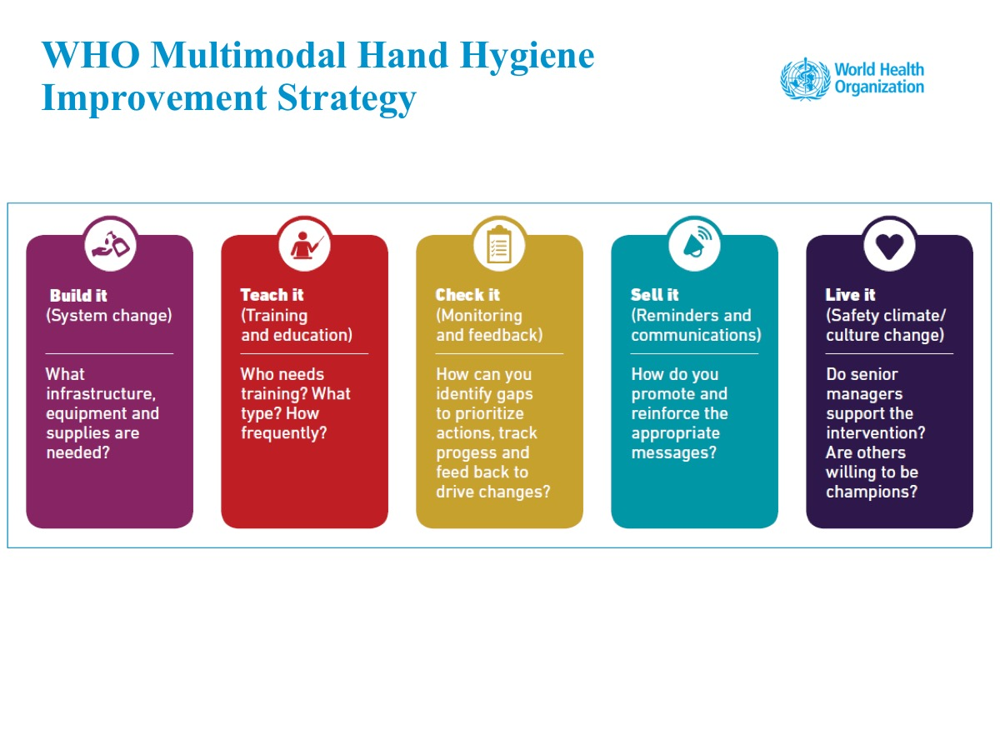 WHO Multimodal Hand Hygiene
Improvement Strategy
World Health
Organization
Build it
(System change)
What
infrastructure,
equipment and
supplies are
needed?
Teach it
(Training
and education)
Who needs
training? What
type? How
frequently?
Check it
(Monitoring
and feedback)
How can you
identify gaps
to prioritize
actions, track
progess and
feed back to
drive changes?
Sell it
(Reminders and
communications)
How do you
promote and
reinforce the
appropriate
messages?
Live it
(Safety climate/
culture change)
Do senior
managers
support the
intervention?
Are others
willing to be
champions?